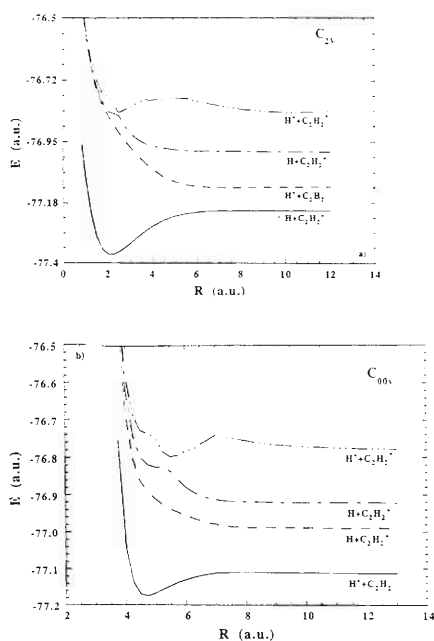 -76.5
C2v
-76.72
H*+C2H2+
E (a.u.)
-76.95
H+C2H2+
-77.18
H++C2H2
H+C2H2+
-77.4
a)
0 2 4 6 8 10 12 14
R (a.u.)
-76.5
b)
C∞v
-76.6
-76.7
H*+C2H2+
E (a.u.)
-76.8
-76.9
H+C2H2+
-77.0
H+C2H2+
-77.1
H++C2H2
-77.2
2 4 6 8 10 12 14
R (a.u.)